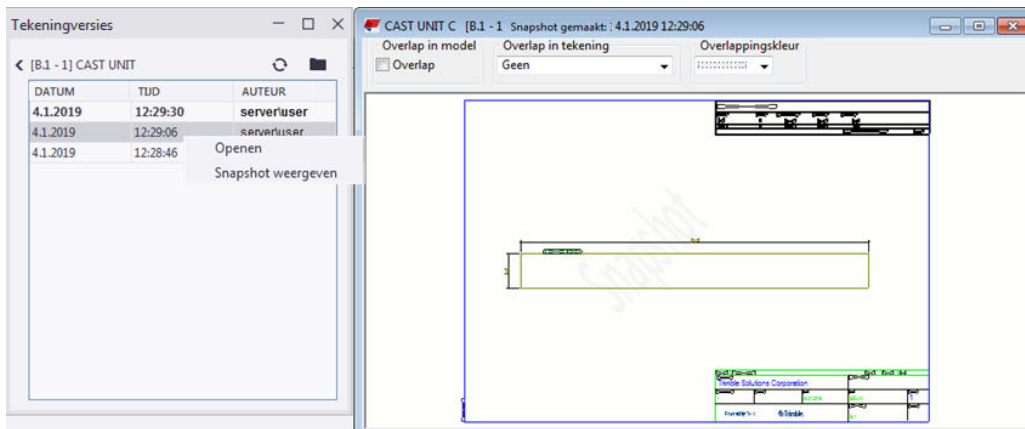 Tekeningversies
[B.1 - 1] CAST UNIT
DATUM TIJD AUTEUR
4.1.2019 12:29:30 server\user
4.1.2019 12:29:06 server\user
4.1.2019 12:28:46
Openen
Snapshot weergeven
CAST UNIT C [B.1 - 1 Snapshot gemaakt: : 4.1.2019 12:29:06
Overlap in model Overlap in tekening Overlappingskleur
Overlap Geen
Snapshot
Trimble Solutions Corporation
Trimble